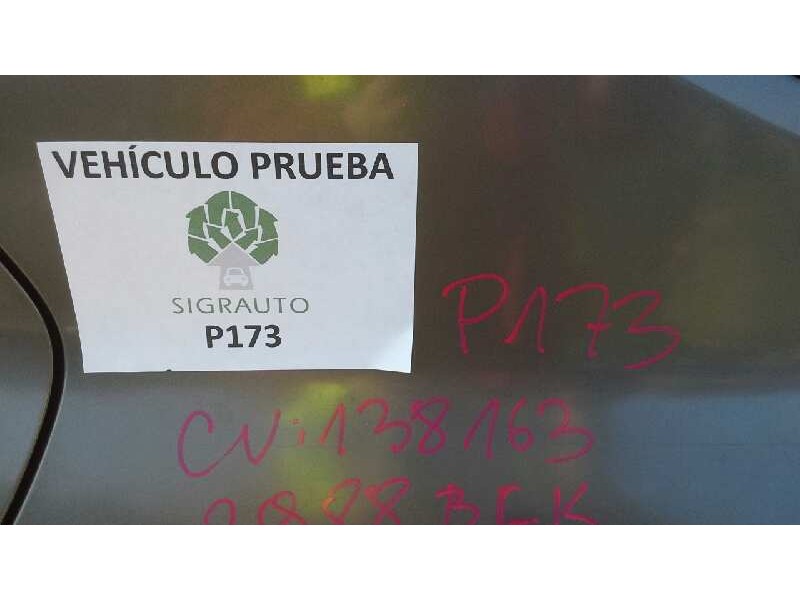 VEHÍCULO PRUEBA
SIGRAUTO
P173
P173
CV:138163